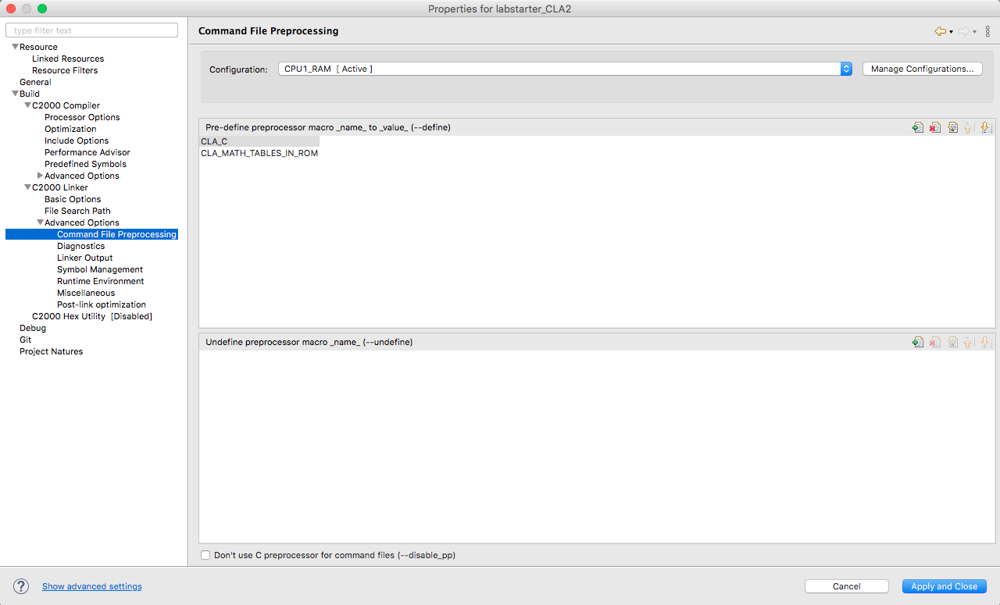 Properties for labstarter_CLA2
type filter text
Resource
Linked Resources
Resource Filters
General
Build
C2000 Compiler
Processor Options
Optimization
Include Options
Performance Advisor
Predefined Symbols
Advanced Options
C2000 Linker
Basic Options
File Search Path
Advanced Options
Command File Preprocessing
Diagnostics
Linker Output
Symbol Management
Runtime Environment
Miscellaneous
Post-link optimization
C2000 Hex Utility [Disabled]
Debug
Git
Project Natures
Command File Preprocessing
Configuration: CPU1_RAM [ Active ] Manage Configurations...
Pre-define preprocessor macro _name_ to _value_ (--define)
CLA_C
CLA_MATH_TABLES_IN_ROM
Undefine preprocessor macro _name_ (--undefine)
Don't use C preprocessor for command files (--disable_pp)
? Show advanced settings Cancel Apply and Close